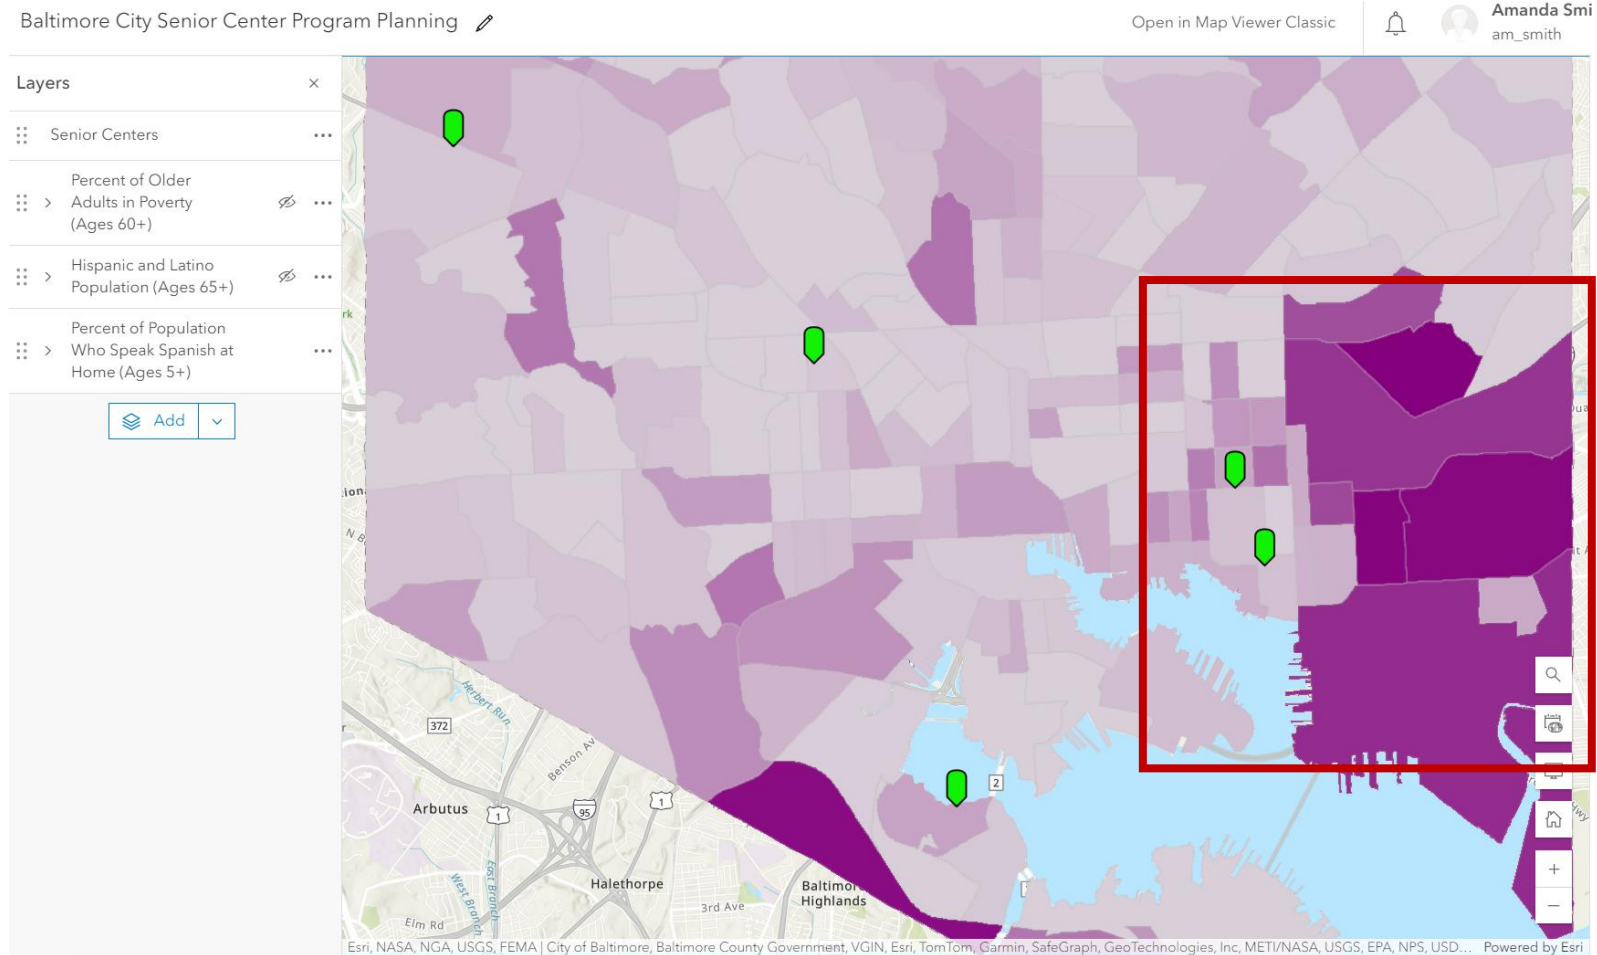 Baltimore City Senior Center Program Planning
Open in Map Viewer Classic
Amanda Smi
am_smith
Layers
Senior Centers
Percent of Older
Adults in Poverty
(Ages 60+)
Hispanic and Latino
Population (Ages 65+)
Percent of Population
Who Speak Spanish at
Home (Ages 5+)
Add
rk
ion
N B
Herbert Run
372
Benson Av
Arbutus
1
95
1
2
Halethorpe
Baltimor
Highlands
3rd Ave
West Branch
East Branch
Elm Rd
Hwy
Esri, NASA, NGA, USGS, FEMA | City of Baltimore, Baltimore County Government, VGIN, Esri, TomTom, Garmin, SafeGraph, GeoTechnologies, Inc, METI/NASA, USGS, EPA, NPS, USD...
Powered by Esri